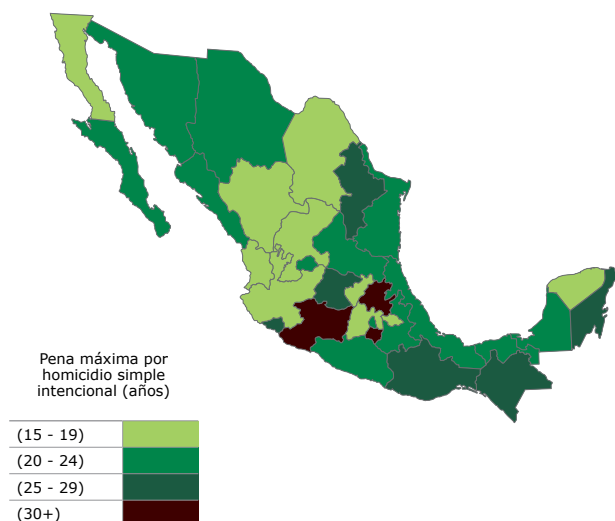 Pena máxima por
homicidio simple
intencional (años)
(15 - 19)
(20 - 24)
(25 - 29)
(30+)